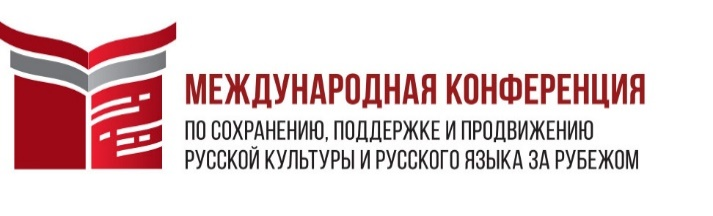 МЕЖДУНАРОДНАЯ КОНФЕРЕНЦИЯ
ПО СОХРАНЕНИЮ, ПОДДЕРЖКЕ И ПРОДВИЖЕНИЮ
РУССКОЙ КУЛЬТУРЫ И РУССКОГО ЯЗЫКА ЗА РУБЕЖОМ